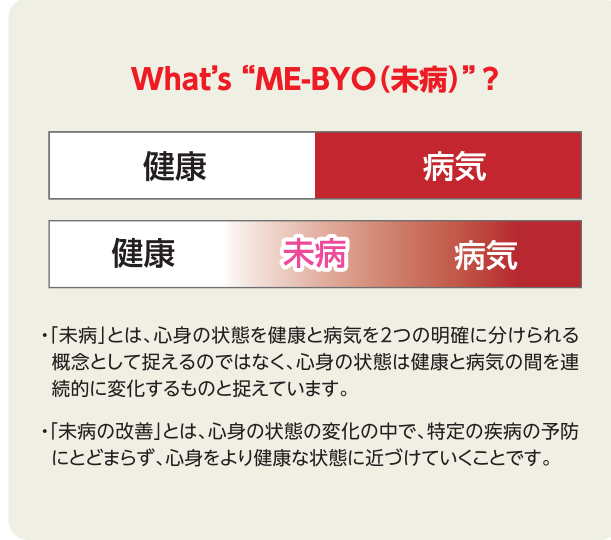 What's “ME-BYO（未病）”？
健康 病気
健康 未病 病気
・「未病」とは、心身の状態を健康と病気を2つの明確に分けられる
概念として捉えるのではなく、心身の状態は健康と病気の間を連
続的に変化するものと捉えています。
・「未病の改善」とは、心身の状態の変化の中で、特定の疾病の予防
にとどまらず、心身をより健康な状態に近づけていくことです。